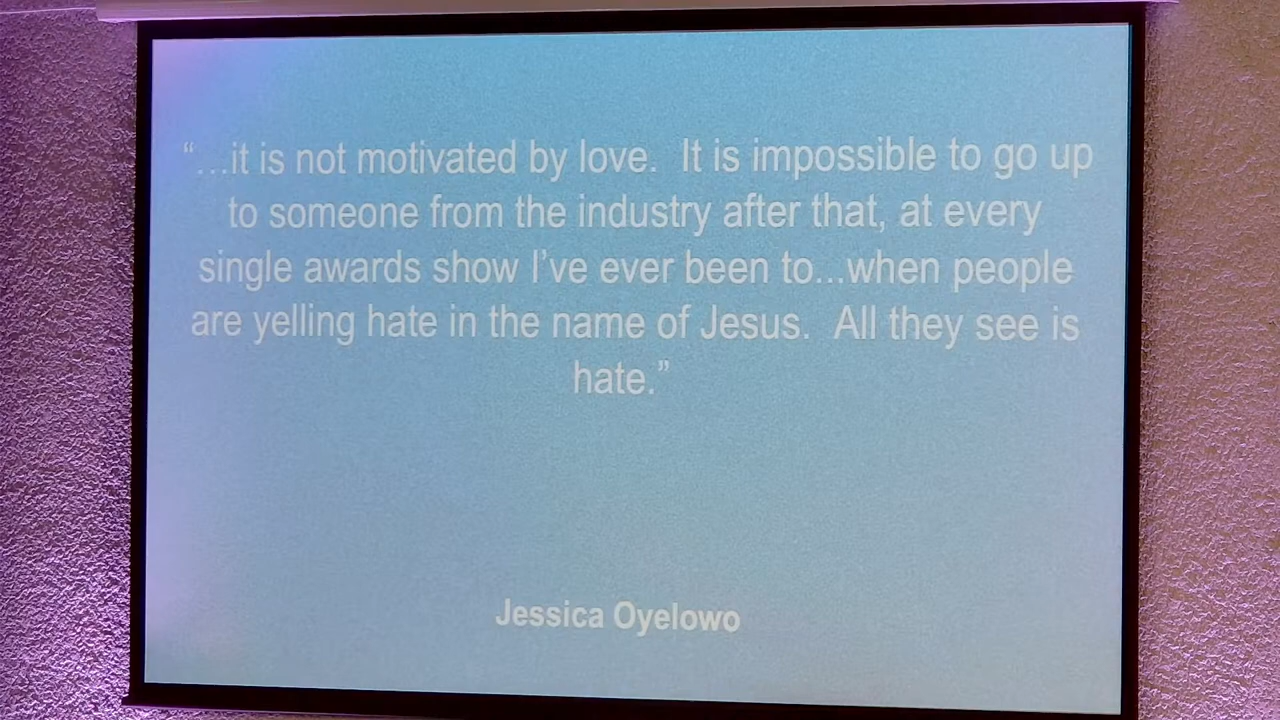 “…it is not motivated by love.  It is impossible to go up
to someone from the industry after that, at every
single awards show I’ve ever been to...when people
are yelling hate in the name of Jesus.  All they see is
hate.”
Jessica Oyelowo